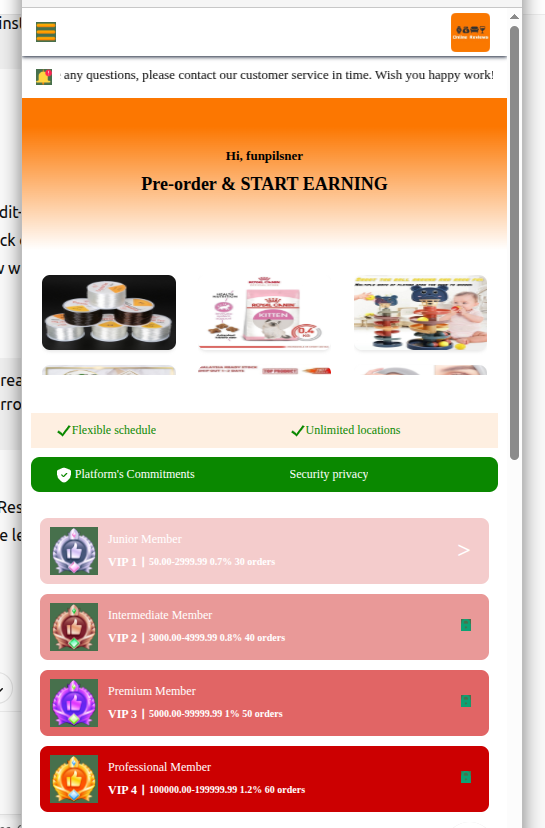 inst
Online Reviews
any questions, please contact our customer service in time. Wish you happy work!
Hi, funpilsner
Pre-order & START EARNING
dit-
ck
w w
ROYAL CANIN
KITTEN
0.4
rea
rro
Flexible schedule
Unlimited locations
Platform's Commitments
Security privacy
Res
e le
Junior Member
VIP 1 | 50.00-2999.99 0.7% 30 orders
>
Intermediate Member
VIP 2 | 3000.00-4999.99 0.8% 40 orders
Premium Member
VIP 3 | 5000.00-99999.99 1% 50 orders
Professional Member
VIP 4 | 100000.00-199999.99 1.2% 60 orders